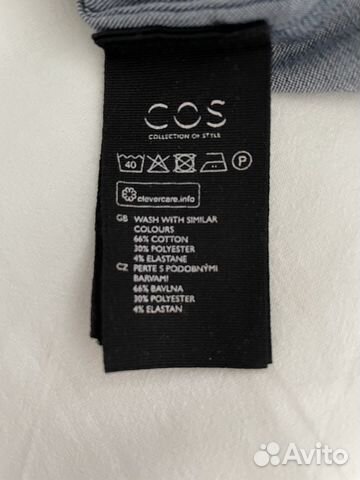 COS
COLLECTION OF STYLE
40 P
clevercare.info
GB WASH WITH SIMILAR
COLOURS
66% COTTON
30% POLYESTER
4% ELASTANE
CZ PERTE S PODOBNÝMI
BARVAMI
66% BAVLNA
30% POLYESTER
4% ELASTAN
Avito